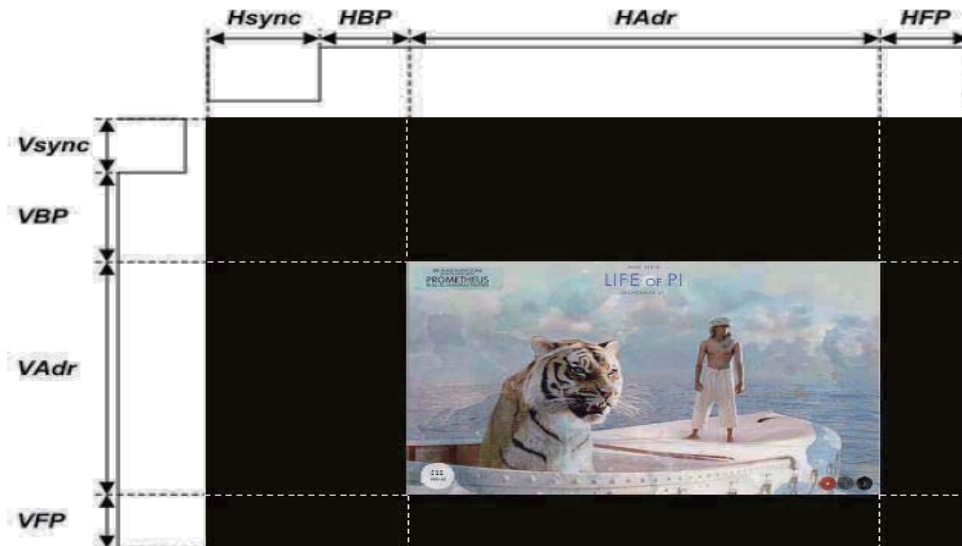 Hsync HBP HAdr HFP
Vsync
VBP
VAdr
VFP
PROMETHEUS
LIFE OF PI